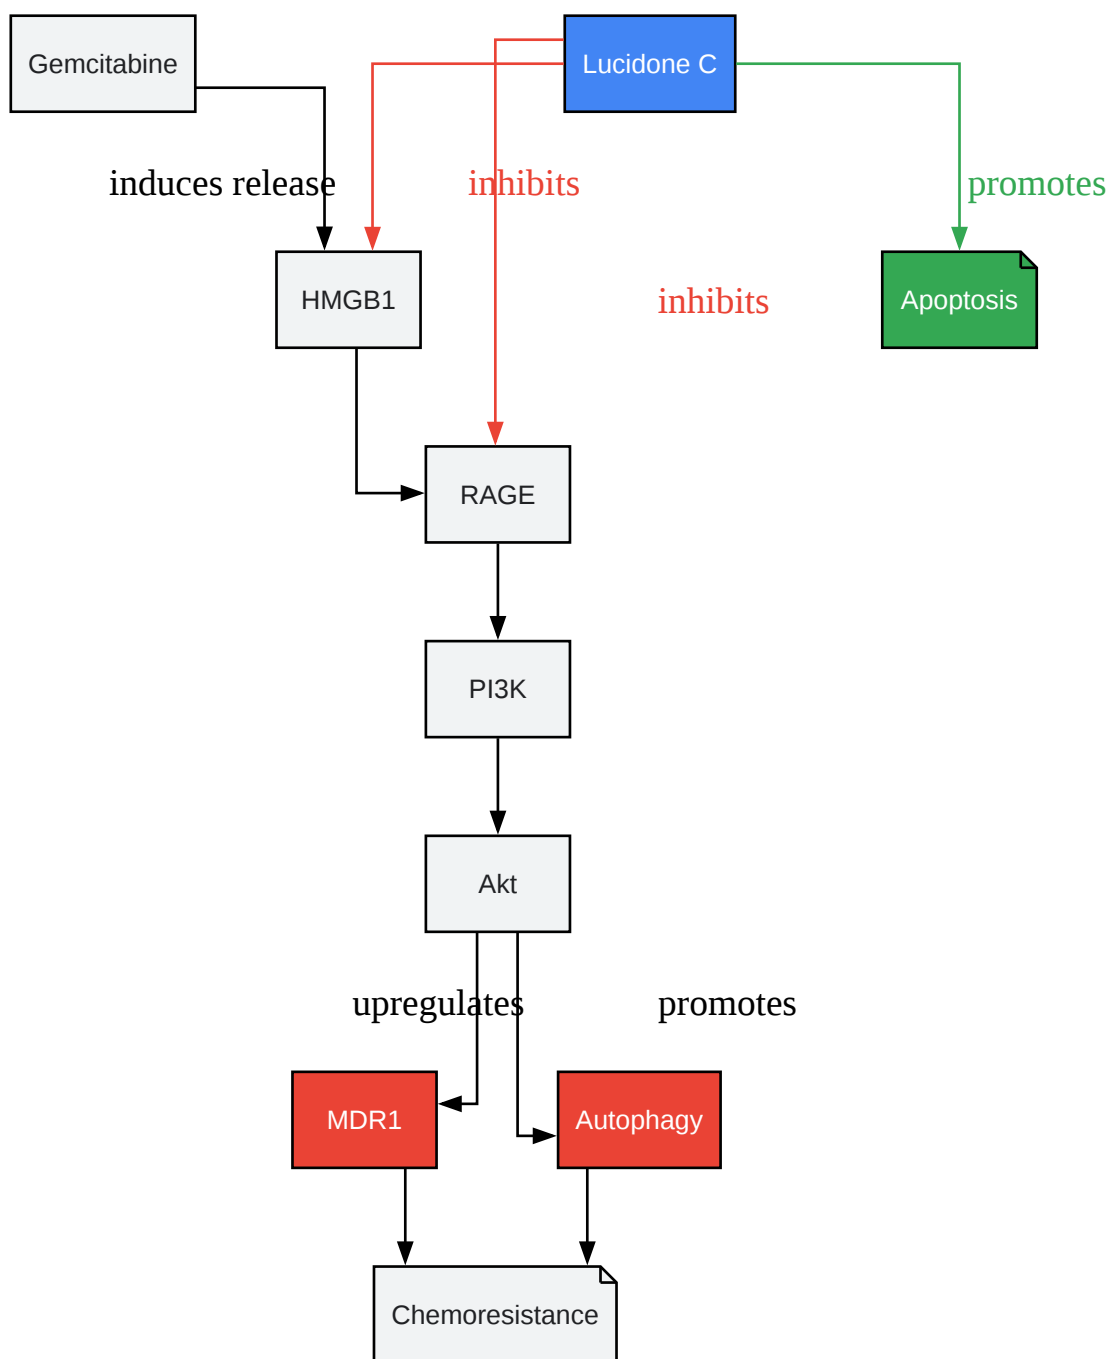 Gemcitabine
Lucidone C
induces release
inhibits
promotes
HMGB1
inhibits
Apoptosis
RAGE
PI3K
Akt
upregulates
promotes
MDR1
Autophagy
Chemoresistance